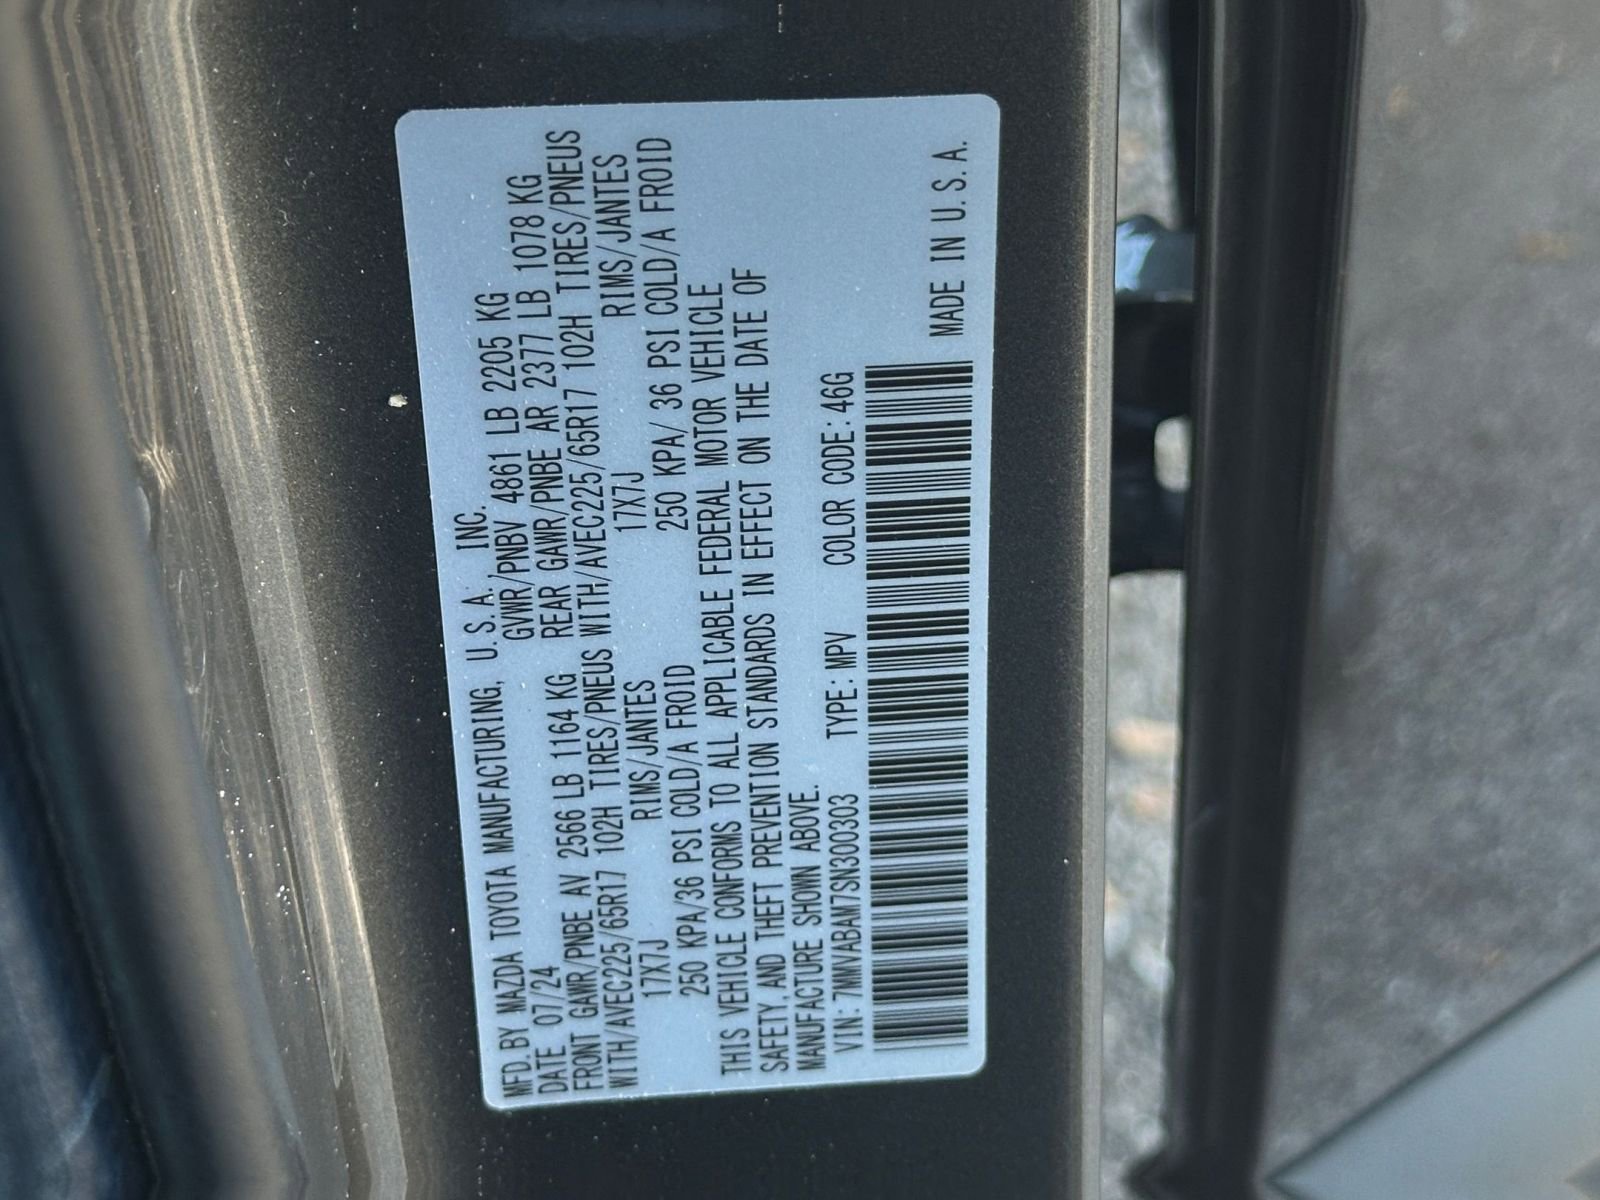 MFD.BY MAZDA TOYOTA MANUFACTURING, U.S.A. INC.
DATE 07/24 GVWR/PNBV 4861 LB 2205 KG
FRONT GAWR/PNBE AV 2566 LB 1164 KG REAR GAWR/PNBE AR 2377 LB 1078 KG
WITH/AVEC225/65R17 102H TIRES/PNEUS WITH/AVEC225/65R17 102H TIRES/PNEUS
17X7J RIMS/JANTES 17X7J RIMS/JANTES
250 KPA/36 PSI COLD/A FROID 250 KPA/ 36 PSI COLD/A FROID
THIS VEHICLE CONFORMS TO ALL APPLICABLE FEDERAL MOTOR VEHICLE
SAFETY,AND THEFT PREVENTION STANDARDS IN EFFECT ON THE DATE OF
MANUFACTURE SHOWN ABOVE.
VIN: 7MMVABAM7SN300303 TYPE: MPV COLOR CODE: 46G
MADE IN U.S.A.